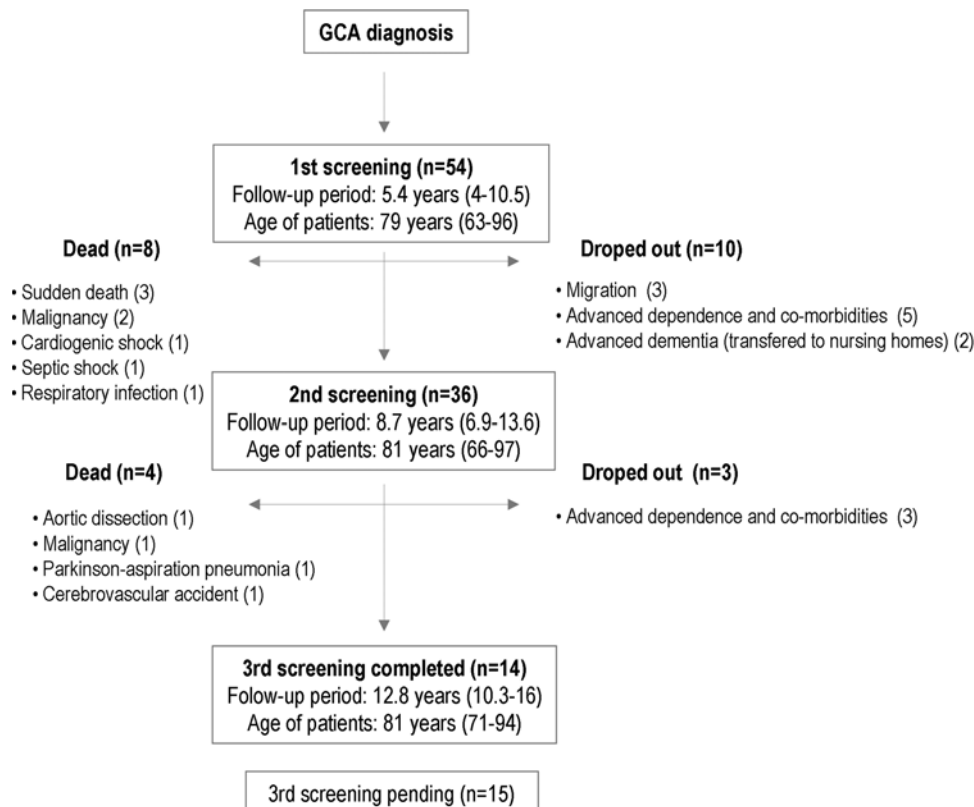 GCA diagnosis
1st screening (n=54)
Follow-up period: 5.4 years (4-10.5)
Age of patients: 79 years (63-96)
Dead (n=8)
• Sudden death (3)
• Malignancy (2)
• Cardiogenic shock (1)
• Septic shock (1)
• Respiratory infection (1)
Droped out (n=10)
• Migration (3)
• Advanced dependence and co-morbidities (5)
• Advanced dementia (transfered to nursing homes) (2)
2nd screening (n=36)
Follow-up period: 8.7 years (6.9-13.6)
Age of patients: 81 years (66-97)
Dead (n=4)
• Aortic dissection (1)
• Malignancy (1)
• Parkinson-aspiration pneumonia (1)
• Cerebrovascular accident (1)
Droped out (n=3)
• Advanced dependence and co-morbidities (3)
3rd screening completed (n=14)
Folow-up period: 12.8 years (10.3-16)
Age of patients: 81 years (71-94)
3rd screening pending (n=15)